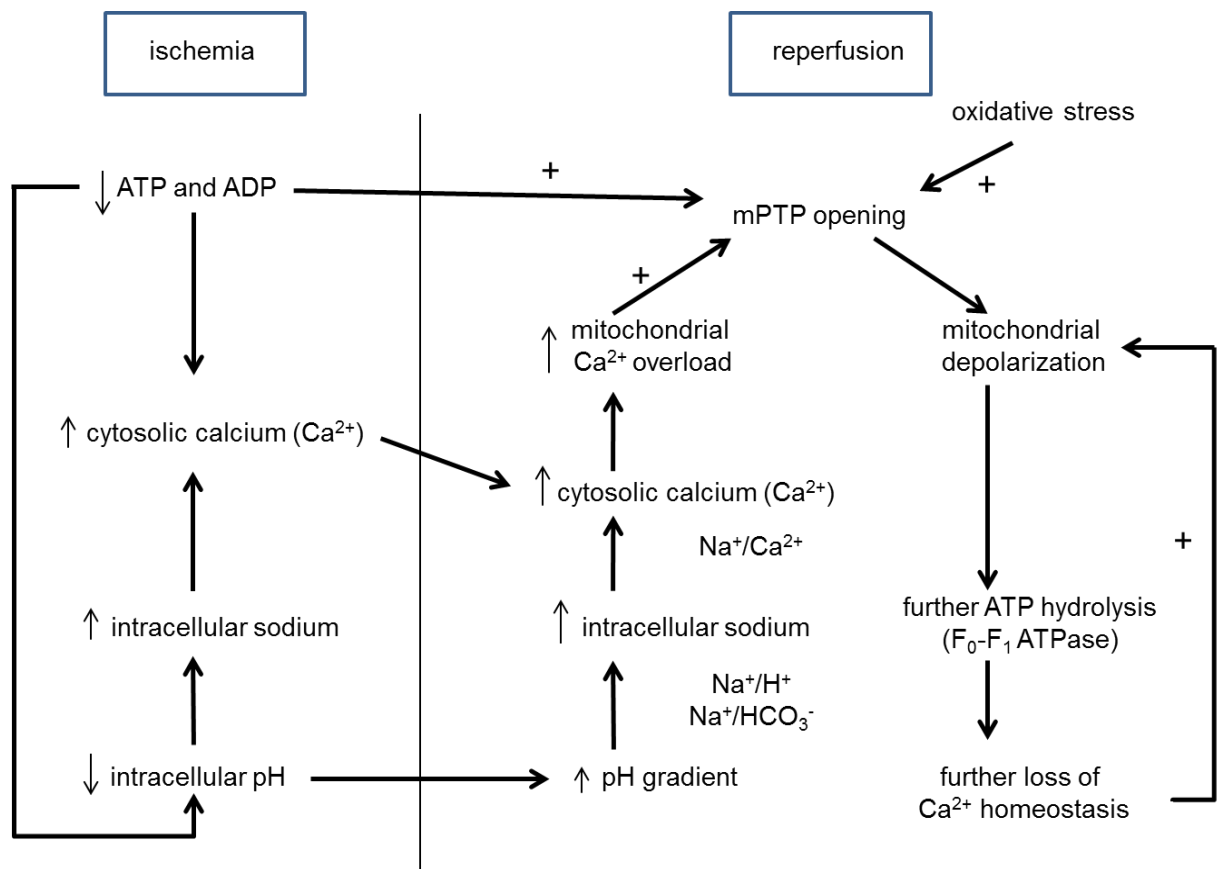 ischemia
reperfusion
oxidative stress
↓ ATP and ADP
+
+
mPTP opening
+
↑ mitochondrial
Ca²⁺ overload
mitochondrial
depolarization
↑ cytosolic calcium (Ca²⁺)
↑ cytosolic calcium (Ca²⁺)
Na⁺/Ca²⁺
+
↑ intracellular sodium
↑ intracellular sodium
further ATP hydrolysis
(F₀-F₁ ATPase)
Na⁺/H⁺
Na⁺/HCO₃⁻
↓ intracellular pH
↑ pH gradient
further loss of
Ca²⁺ homeostasis